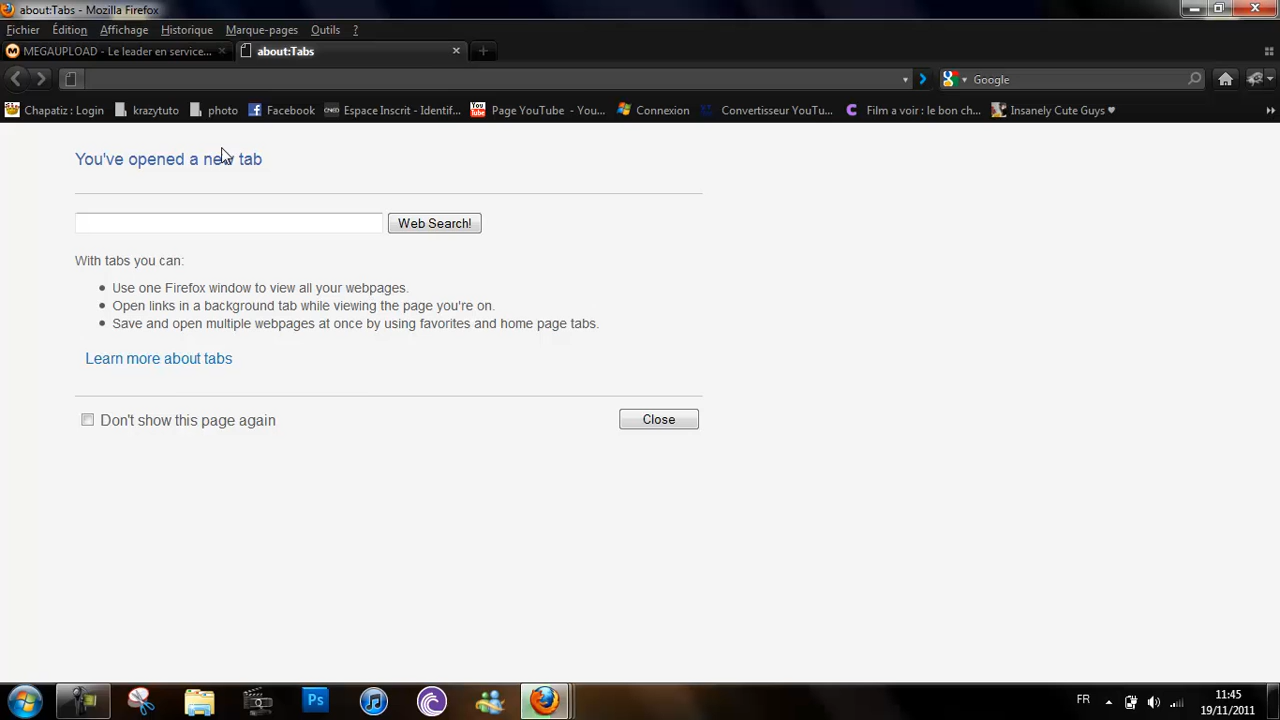 about:Tabs - Mozilla Firefox
Fichier Édition Affichage Historique Marque-pages Outils ?
MEGAUPLOAD - Le leader en service... about:Tabs
Google
Chapatiz : Login krazytuto photo Facebook Espace Inscrit - Identif... Page YouTube - You... Connexion Convertisseur YouTu... Film a voir : le bon ch... Insanely Cute Guys ♥
You've opened a new tab
Web Search!
With tabs you can:
Use one Firefox window to view all your webpages.
Open links in a background tab while viewing the page you're on.
Save and open multiple webpages at once by using favorites and home page tabs.
Learn more about tabs
Don't show this page again
Close
Ps
FR
11:45
19/11/2011